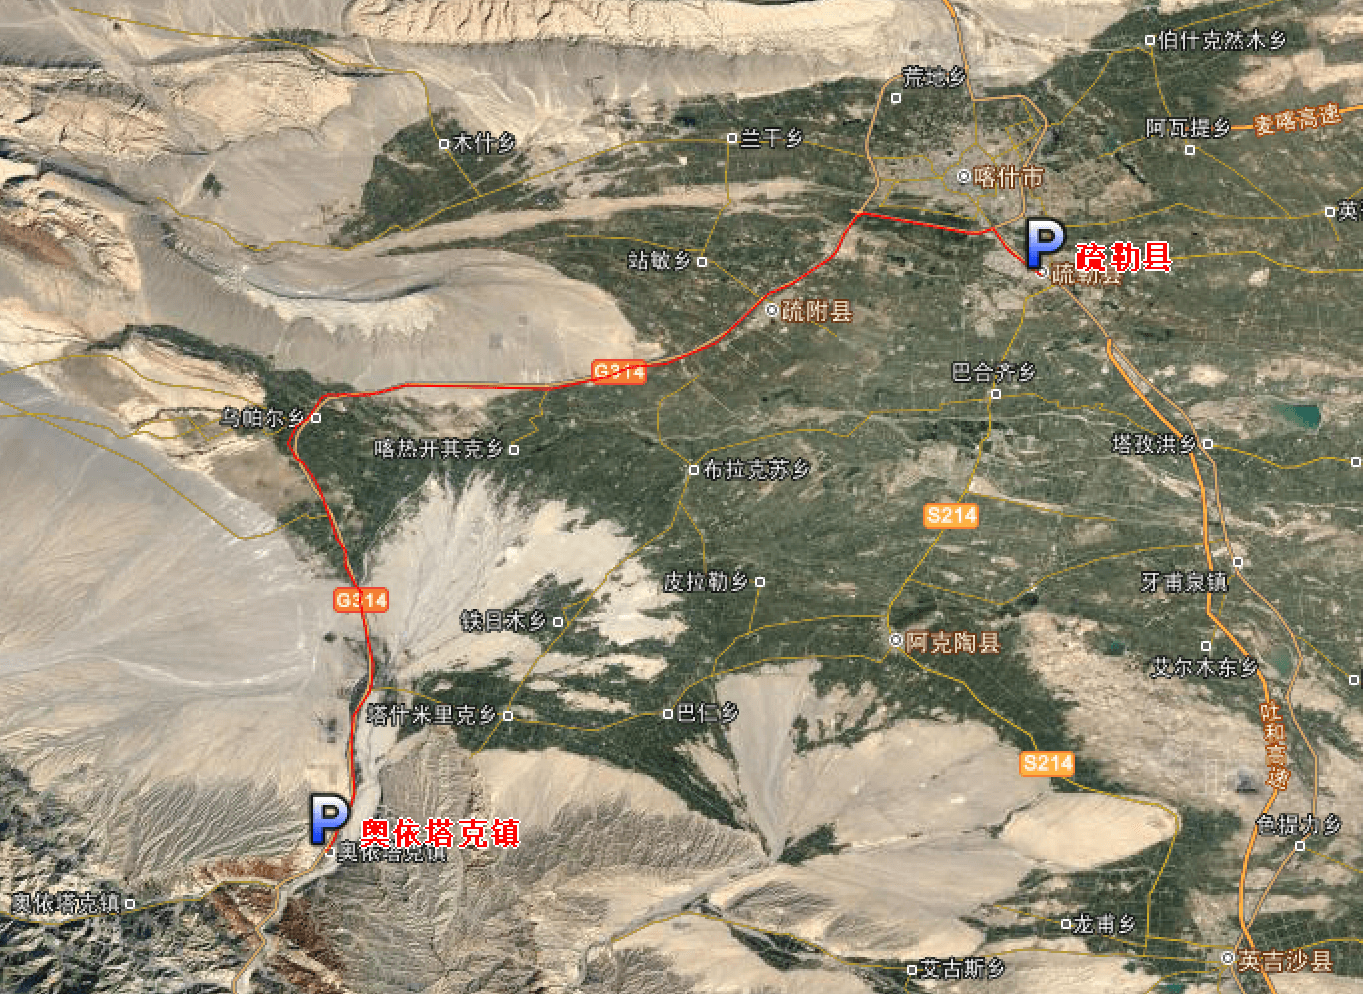 伯什克然木乡
荒地乡
麦喀高速
阿瓦提乡
木什乡
兰干乡
喀什市
英
站敏乡
疏勒县
疏勒县
疏附县
G314
巴合齐乡
乌帕尔乡
喀热开萁克乡
塔孜洪乡
布拉克苏乡
S214
皮拉勒乡
牙甫泉镇
G314
铁日木乡
阿克陶县
艾尔木东乡
塔什米里克乡
巴仁乡
吐和高速
S214
色提力乡
奥依塔克镇
奥依塔克镇
奥依塔克镇
龙甫乡
艾古斯乡
英吉沙县